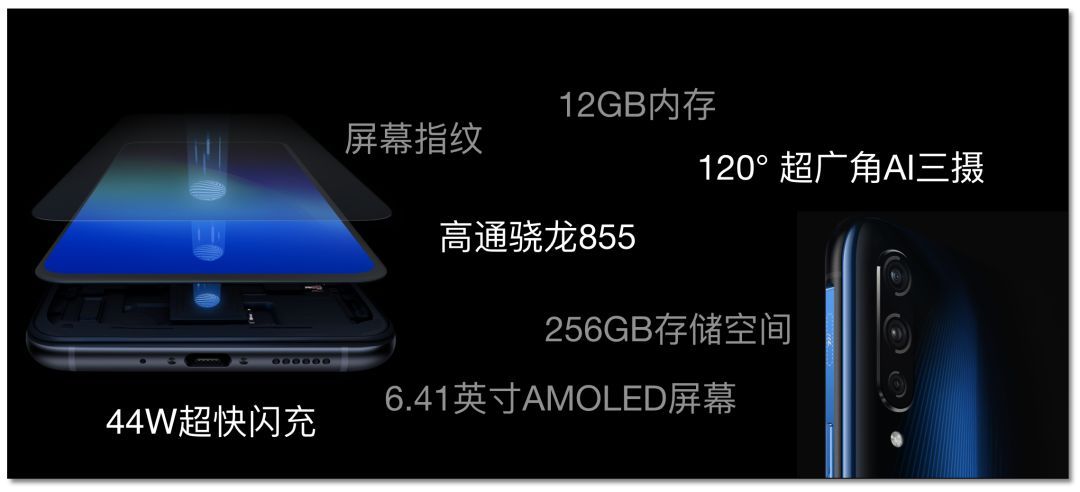 12GB内存
屏幕指纹
120° 超广角AI三摄
高通骁龙855
256GB存储空间
6.41英寸AMOLED屏幕
44W超快闪充